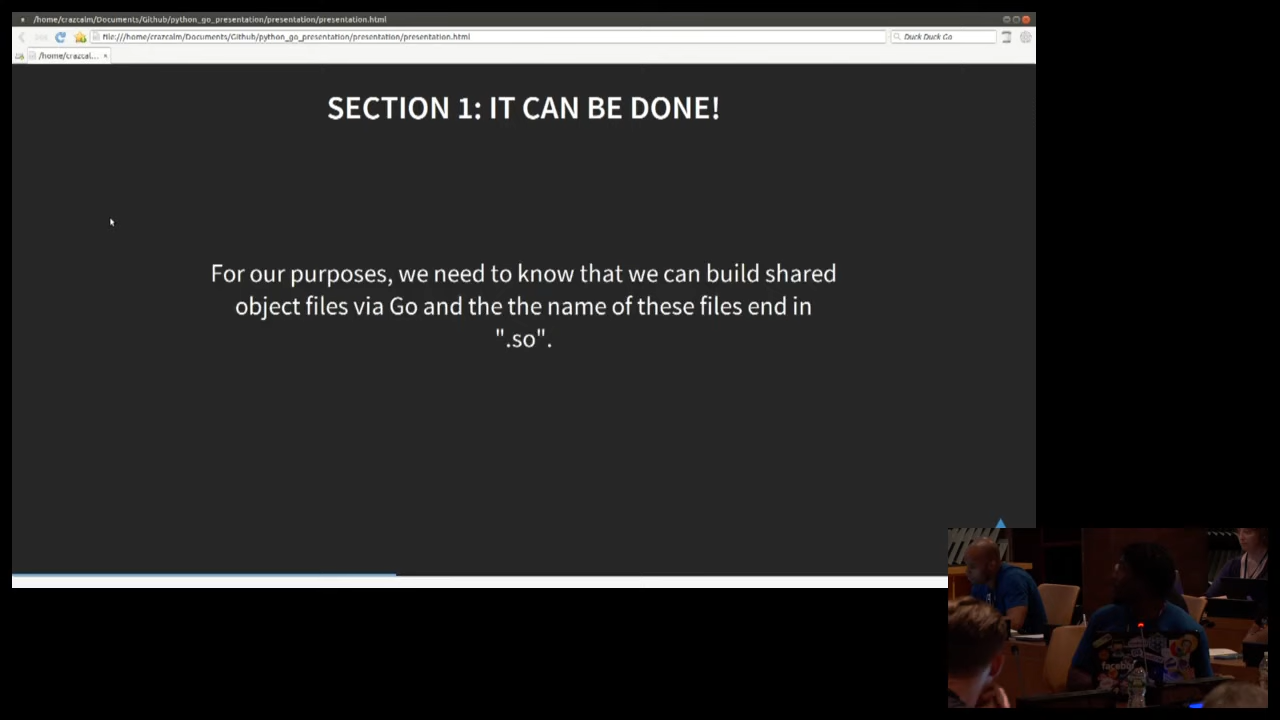 /home/crazcalm/Documents/Github/python_go_presentation/presentation/presentation.html
file:///home/crazcalm/Documents/Github/python_go_presentation/presentation/presentation.html
Duck Duck Go
/home/crazcal...
SECTION 1: IT CAN BE DONE!
For our purposes, we need to know that we can build shared
object files via Go and the the name of these files end in
".so".